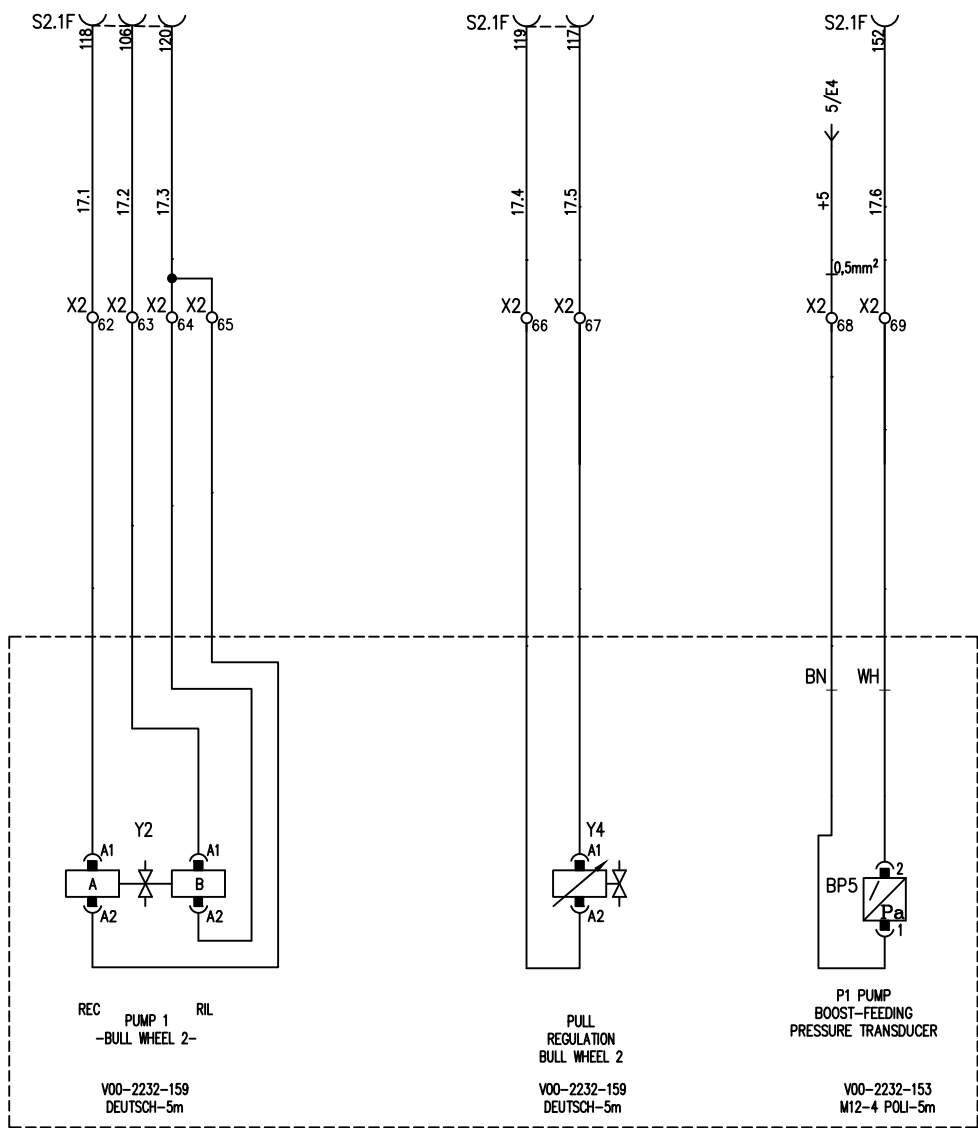 S2.1F
118
106
120
S2.1F
119
117
S2.1F
152
5/E4
17.1
17.2
17.3
17.4
17.5
+5
17.6
0,5mm²
X2
62
X2
63
X2
64
X2
65
X2
66
67
X2
68
X2
69
BN
WH
Y2
Y4
A1
A1
A1
2
A
B
BP5
Pa
A2
A2
A2
1
REC
RIL
PUMP 1
-BULL WHEEL 2-
PULL
REGULATION
BULL WHEEL 2
P1 PUMP
BOOST-FEEDING
PRESSURE TRANSDUCER
V00-2232-159
DEUTSCH-5m
V00-2232-159
DEUTSCH-5m
V00-2232-153
M12-4 POLI-5m